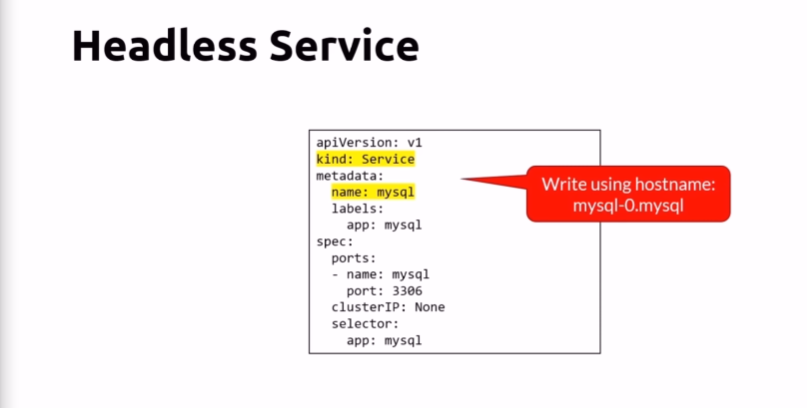 Headless Service
apiVersion: v1
kind: Service
metadata:
  name: mysql
  labels:
    app: mysql
spec:
  ports:
  - name: mysql
    port: 3306
  clusterIP: None
  selector:
    app: mysql
Write using hostname:
mysql-0.mysql